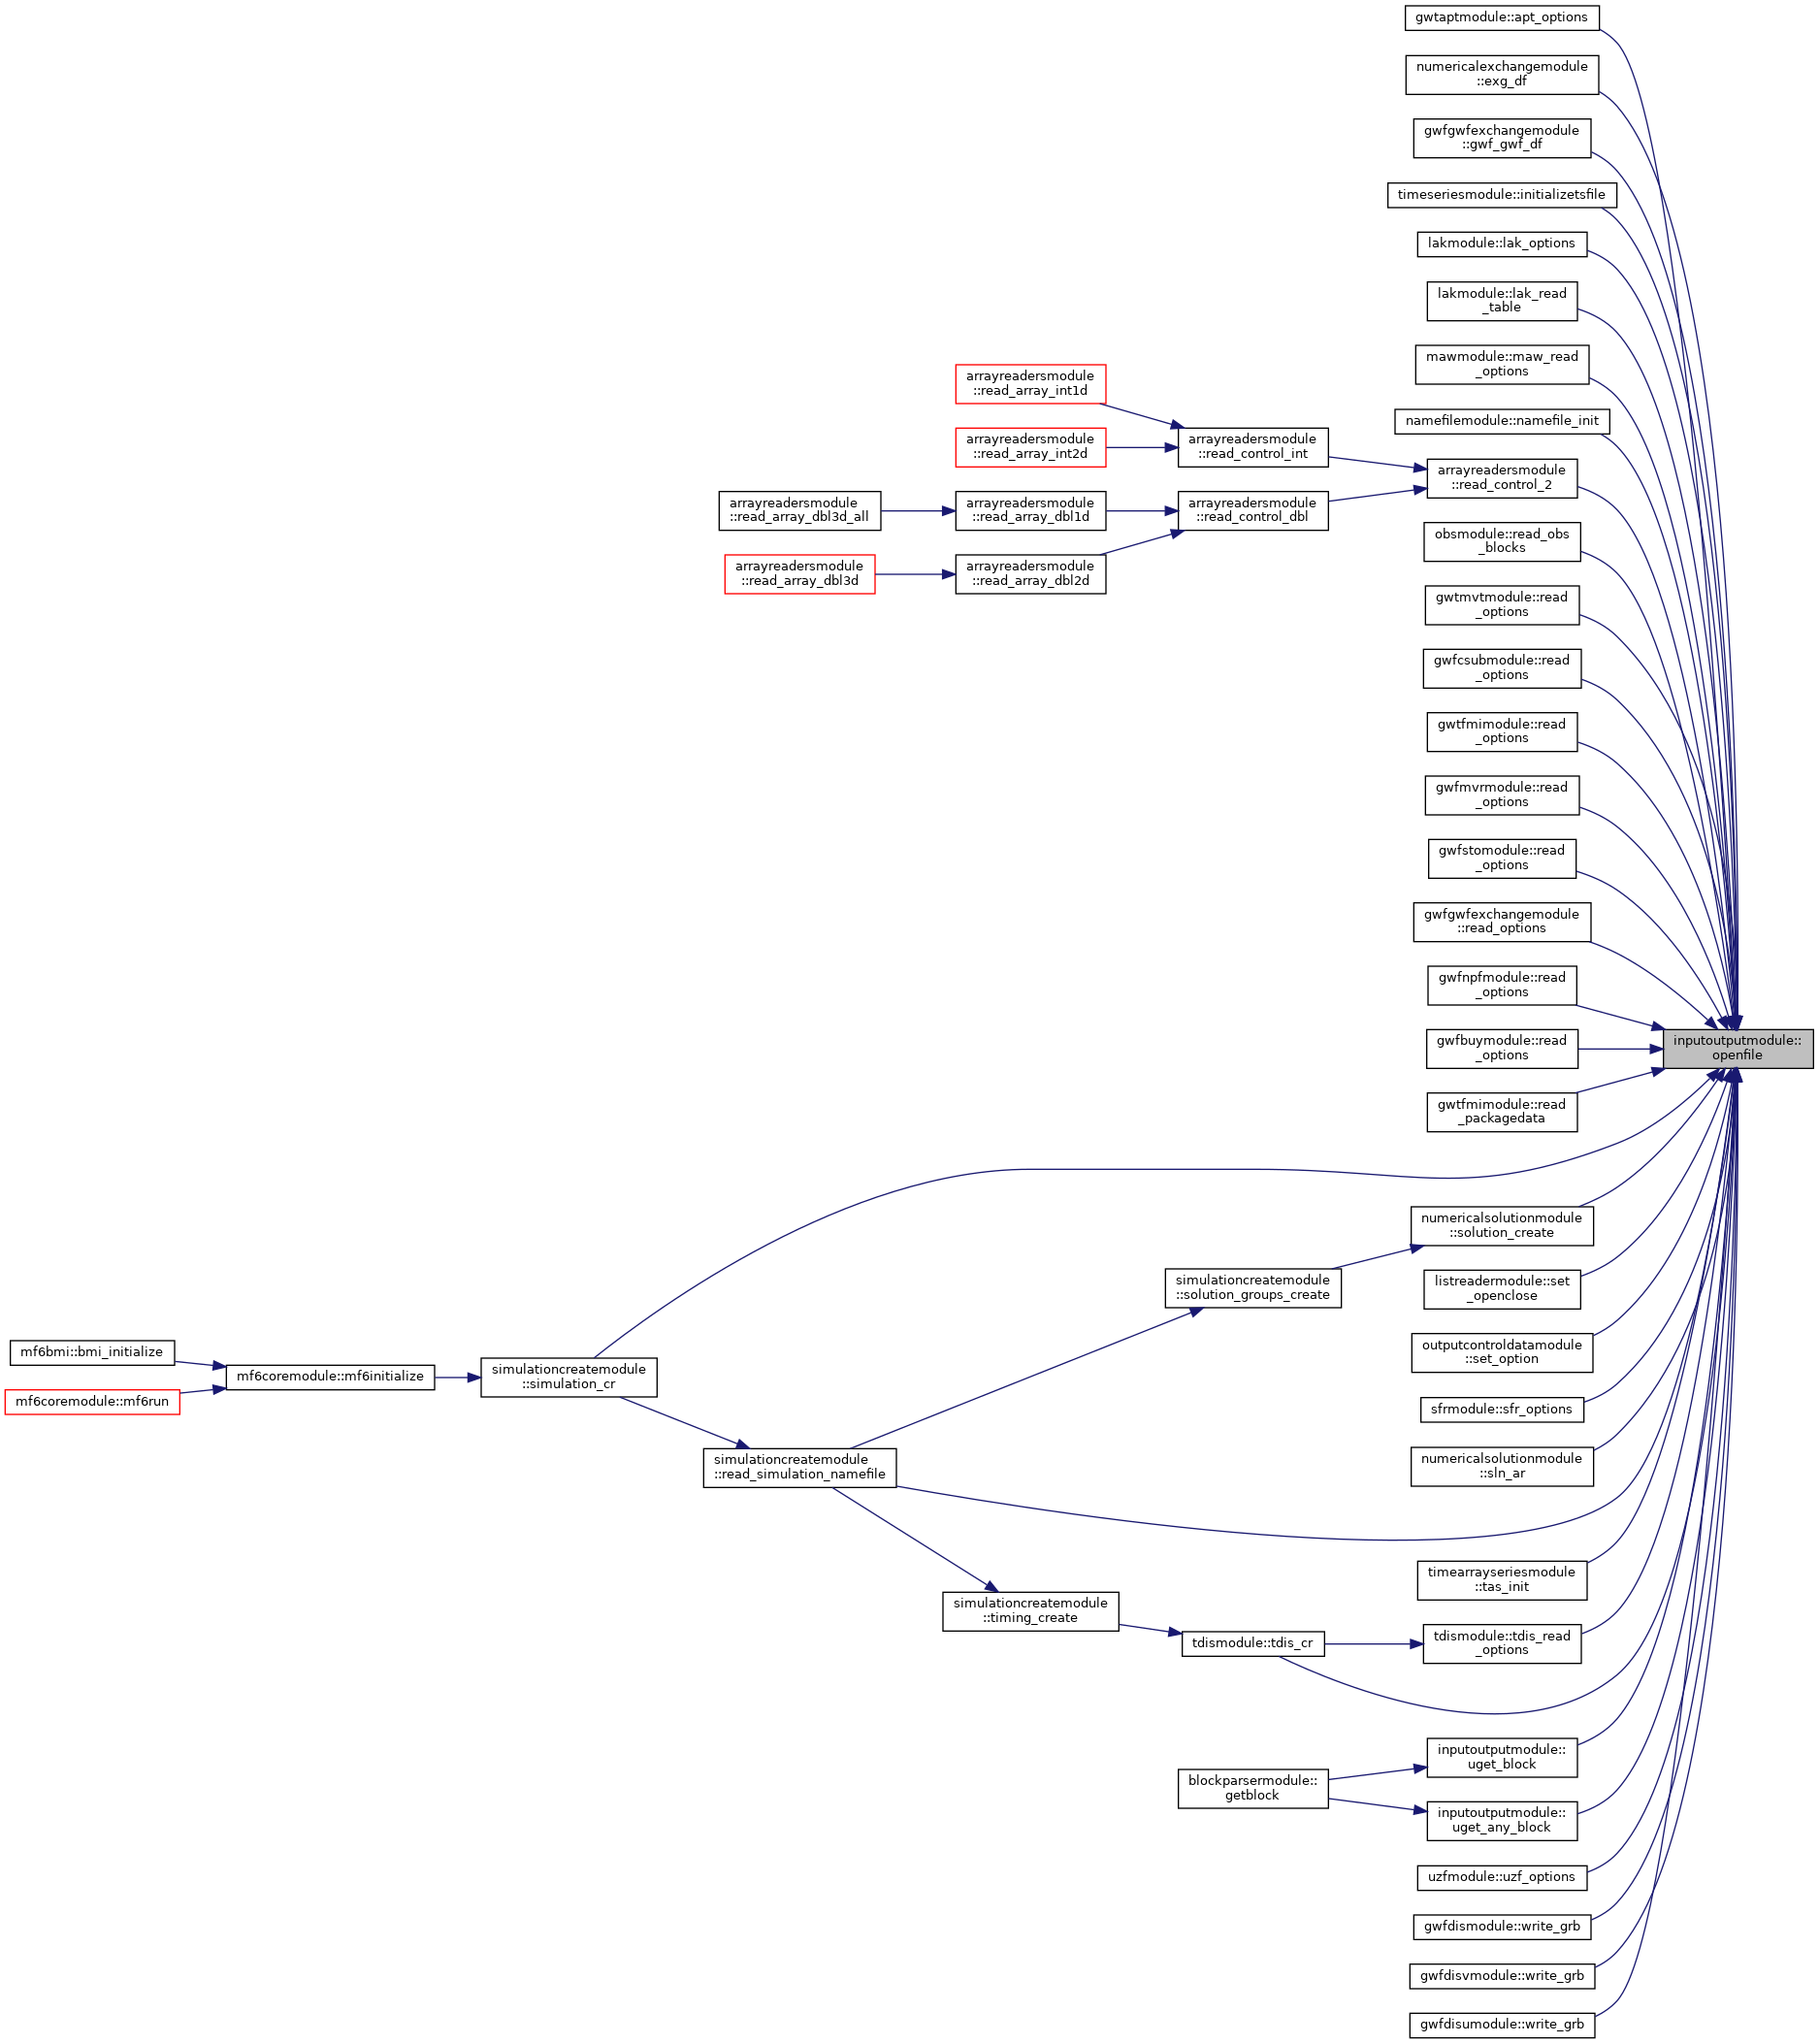 gwtaptmodule::apt_options
numericalexchangemodule
::exg_df
gwfgwfexchangemodule
::gwf_gwf_df
timeseriesmodule::initializetsfile
lakmodule::lak_options
lakmodule::lak_read
_table
mawmodule::maw_read
_options
namefilemodule::namefile_init
arrayreadersmodule
::read_array_int1d
arrayreadersmodule
::read_array_int2d
arrayreadersmodule
::read_control_int
arrayreadersmodule
::read_control_2
arrayreadersmodule
::read_array_dbl3d_all
arrayreadersmodule
::read_array_dbl1d
arrayreadersmodule
::read_control_dbl
arrayreadersmodule
::read_array_dbl3d
arrayreadersmodule
::read_array_dbl2d
obsmodule::read_obs
_blocks
gwtmvtmodule::read
_options
gwfcsubmodule::read
_options
gwtfmimodule::read
_options
gwfmvrmodule::read
_options
gwfstomodule::read
_options
gwfgwfexchangemodule
::read_options
gwfnpfmodule::read
_options
inputoutputmodule::
openfile
gwfbuymodule::read
_options
gwtfmimodule::read
_packagedata
numericalsolutionmodule
::solution_create
simulationcreatemodule
::solution_groups_create
listreadermodule::set
_openclose
outputcontroldatamodule
::set_option
mf6bmi::bmi_initialize
mf6coremodule::mf6run
mf6coremodule::mf6initialize
simulationcreatemodule
::simulation_cr
sfrmodule::sfr_options
simulationcreatemodule
::read_simulation_namefile
numericalsolutionmodule
::sln_ar
timearrayseriesmodule
::tas_init
simulationcreatemodule
::timing_create
tdismodule::tdis_cr
tdismodule::tdis_read
_options
inputoutputmodule::
uget_block
blockparsermodule::
getblock
inputoutputmodule::
uget_any_block
uzfmodule::uzf_options
gwfdismodule::write_grb
gwfdisvmodule::write_grb
gwfdisumodule::write_grb